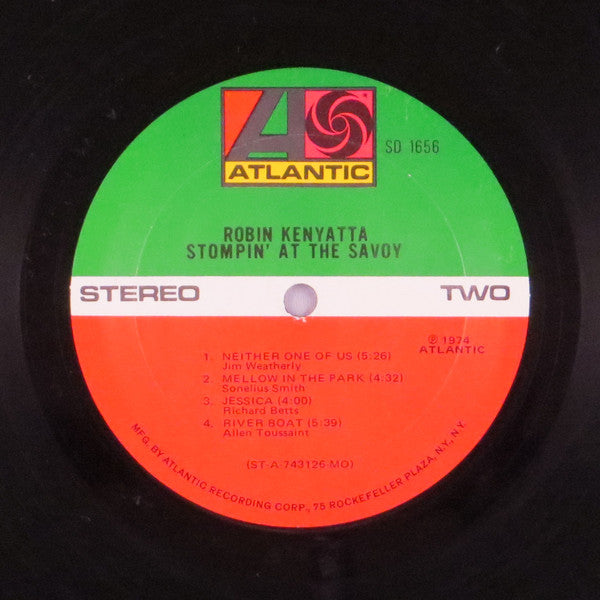 ATLANTIC
SD 1656
ROBIN KENYATTA
STOMPIN' AT THE SAVOY
STEREO
TWO
℗ 1974
ATLANTIC
1. NEITHER ONE OF US (5:26)
Jim Weatherly
2. MELLOW IN THE PARK (4:32)
Sonelius Smith
3. JESSICA (4:00)
Richard Betts
4. RIVER BOAT (5:39)
Allen Toussaint
(ST-A-743126 MO)
MFG. BY ATLANTIC RECORDING CORP., 75 ROCKEFELLER PLAZA, N.Y., N.Y.